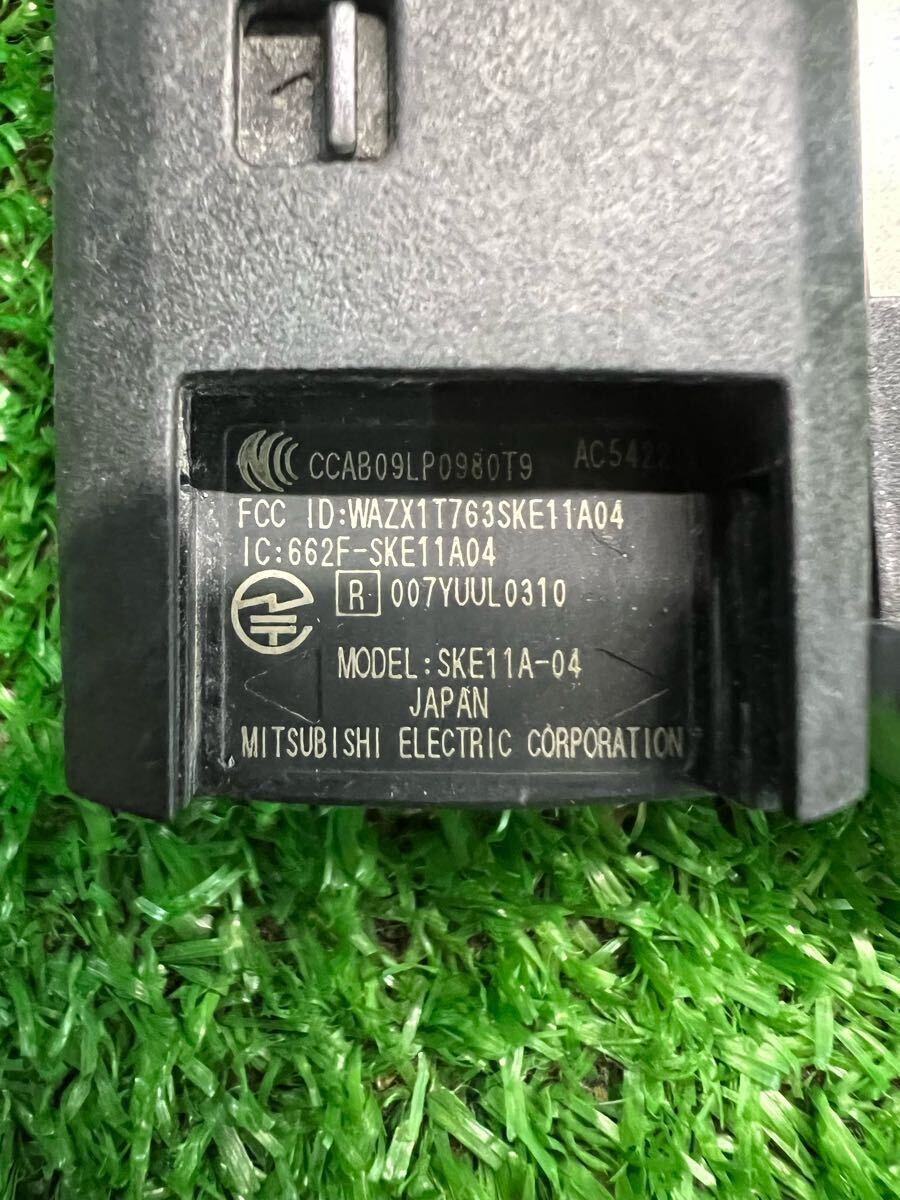 CCAB09LP0980T9 AC5422
FCC ID:WAZX1T763SKE11A04
IC:662F-SKE11A04
R 007YUUL0310
MODEL:SKE11A-04
JAPAN
MITSUBISHI ELECTRIC CORPORATION